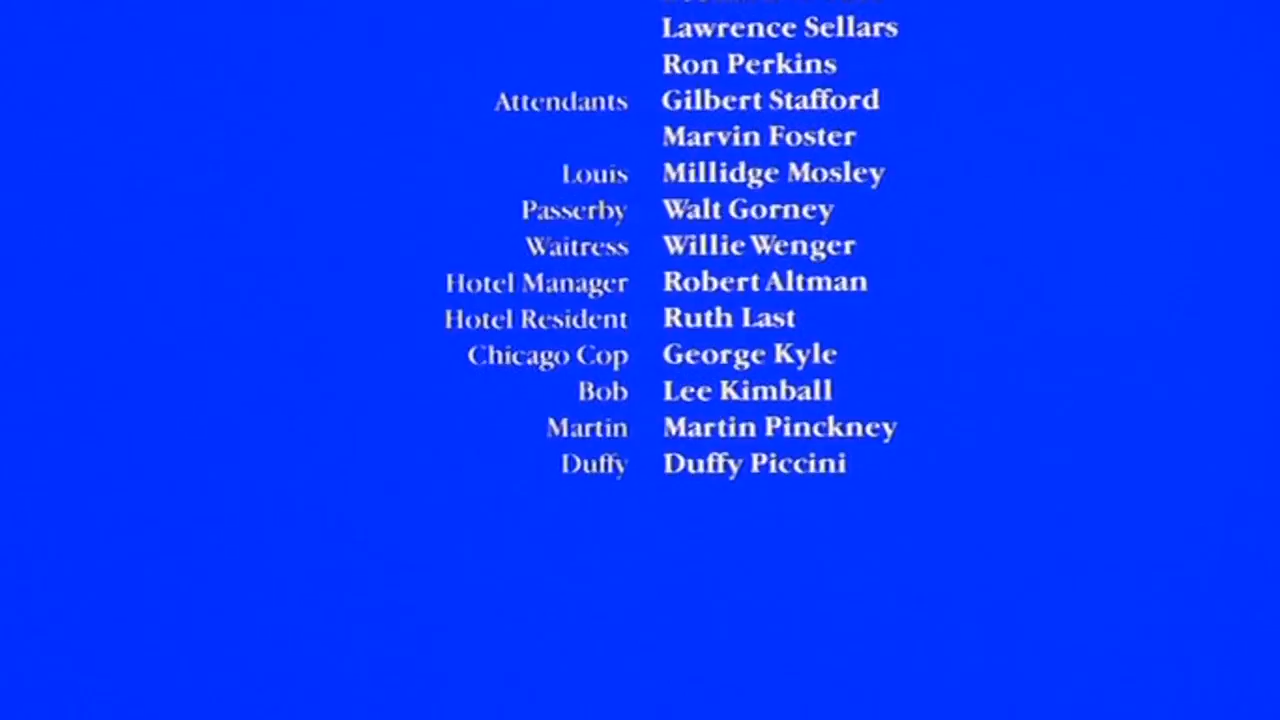 Lawrence Sellars
Ron Perkins
Attendants Gilbert Stafford
Marvin Foster
Louis Millidge Mosley
Passerby Walt Gorney
Waitress Willie Wenger
Hotel Manager Robert Altman
Hotel Resident Ruth Last
Chicago Cop George Kyle
Bob Lee Kimball
Martin Martin Pinckney
Duffy Duffy Piccini